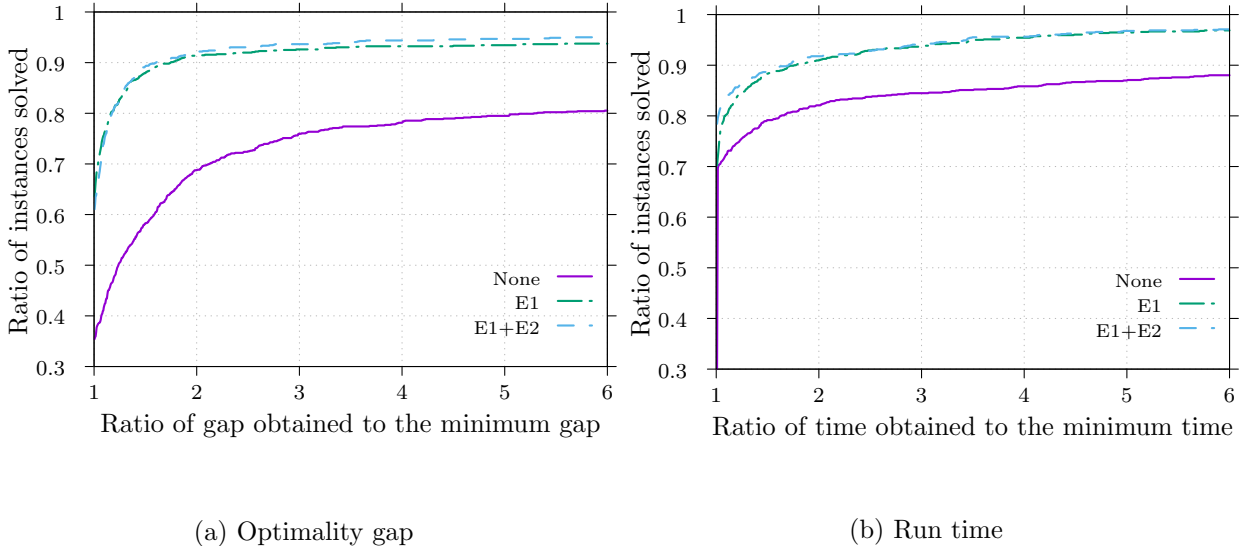 1
0.9
0.8
0.7
0.6
0.5
0.4
0.3
Ratio of instances solved
None
E1
E1+E2
1 2 3 4 5 6
Ratio of gap obtained to the minimum gap
(a) Optimality gap
1
0.9
0.8
0.7
0.6
0.5
0.4
0.3
Ratio of instances solved
None
E1
E1+E2
1 2 3 4 5 6
Ratio of time obtained to the minimum time
(b) Run time